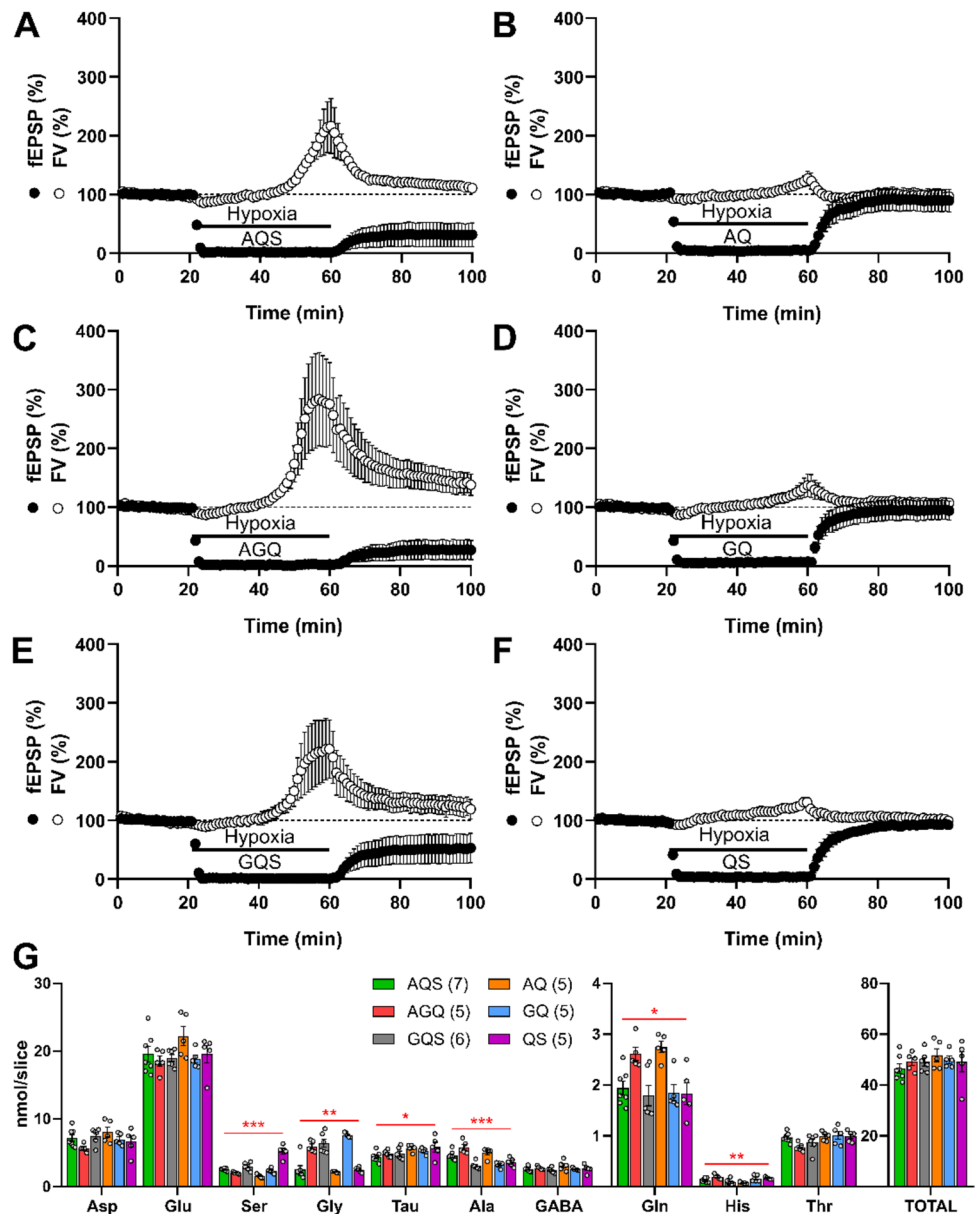 A
400
300
200
100
0
fEPSP (%)
FV (%)
Hypoxia
AQS
0 20 40 60 80 100
Time (min)
B
400
300
200
100
0
fEPSP (%)
FV (%)
Hypoxia
AQ
0 20 40 60 80 100
Time (min)
C
400
300
200
100
0
fEPSP (%)
FV (%)
Hypoxia
AGQ
0 20 40 60 80 100
Time (min)
D
400
300
200
100
0
fEPSP (%)
FV (%)
Hypoxia
GQ
0 20 40 60 80 100
Time (min)
E
400
300
200
100
0
fEPSP (%)
FV (%)
Hypoxia
GQS
0 20 40 60 80 100
Time (min)
F
400
300
200
100
0
fEPSP (%)
FV (%)
Hypoxia
QS
0 20 40 60 80 100
Time (min)
G
30
20
10
0
nmol/slice
AQS (7) AQ (5)
AGQ (5) GQ (5)
GQS (6) QS (5)
*** ** * ***
Asp Glu Ser Gly Tau Ala GABA
4
3
2
1
* **
Gln His Thr
80
60
40
20
TOTAL